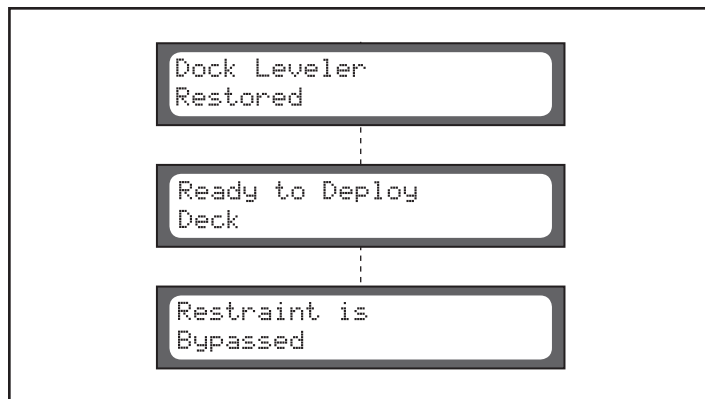 Dock Leveler
Restored
Ready to Deploy
Deck
Restraint is
Bypassed